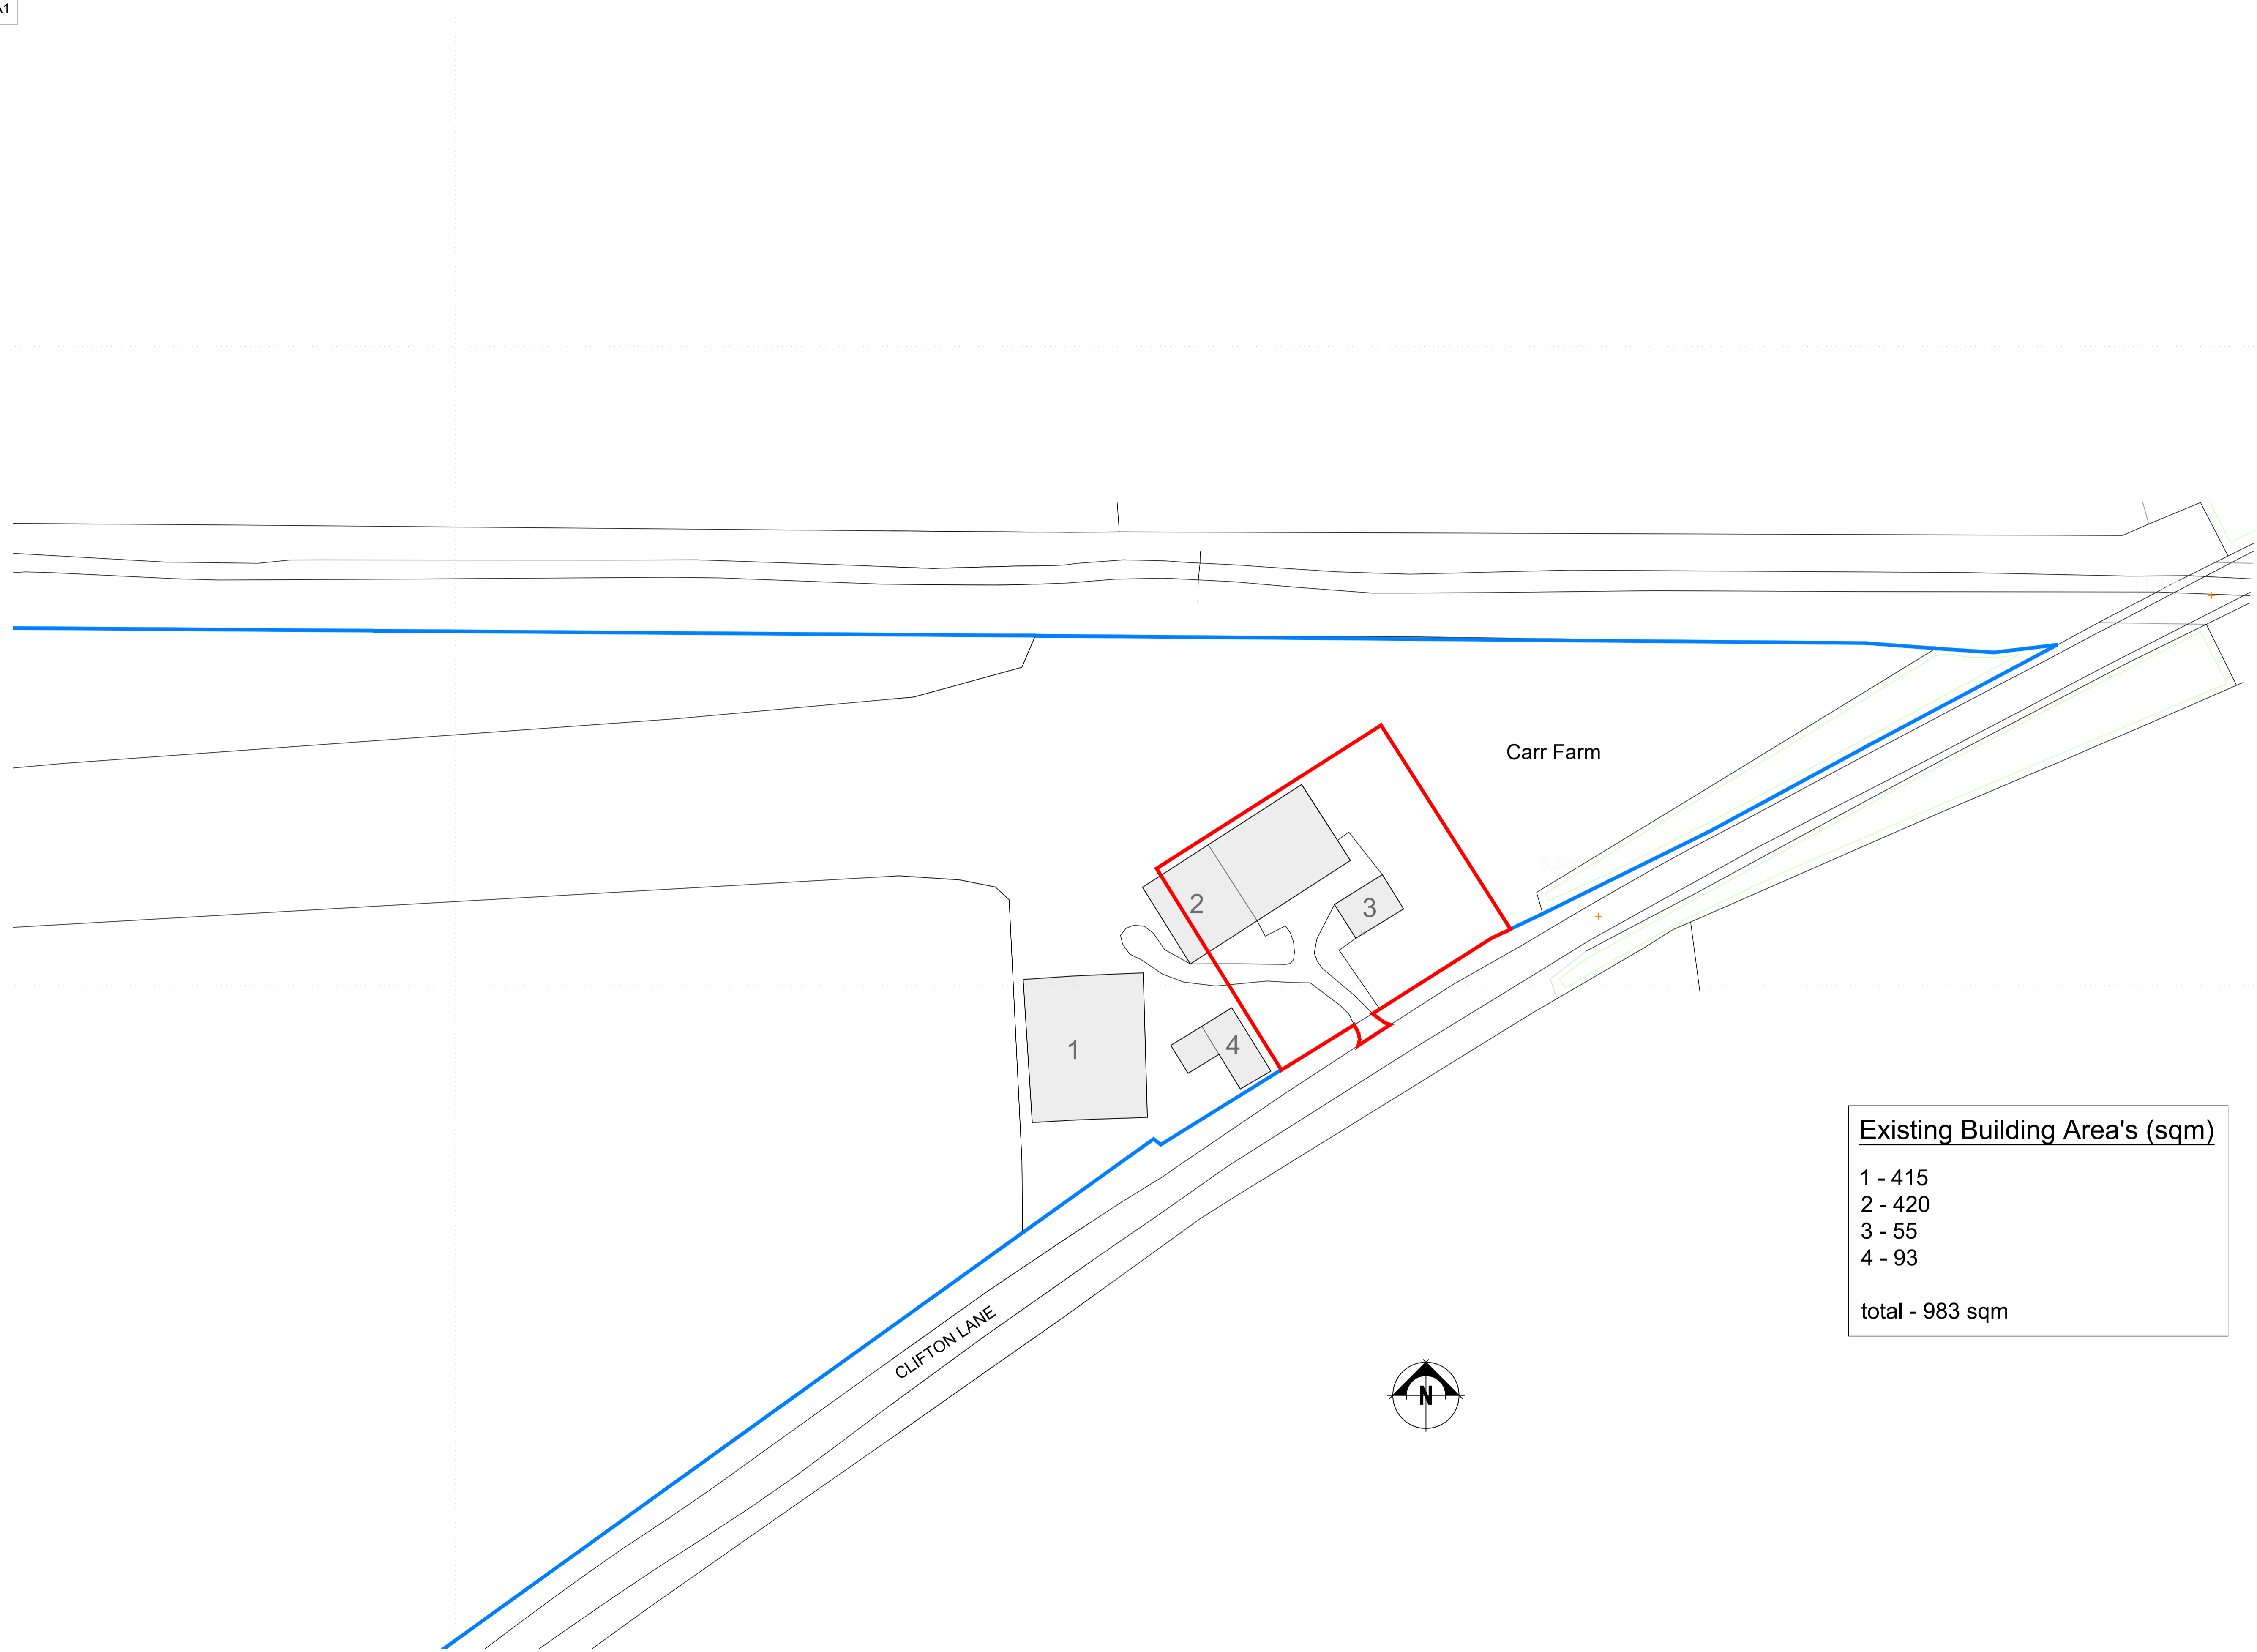 A1
Carr Farm
2
3
1
4
Existing Building Area's (sqm)
1 - 415
2 - 420
3 - 55
4 - 93
total - 983 sqm
CLIFTON LANE
N